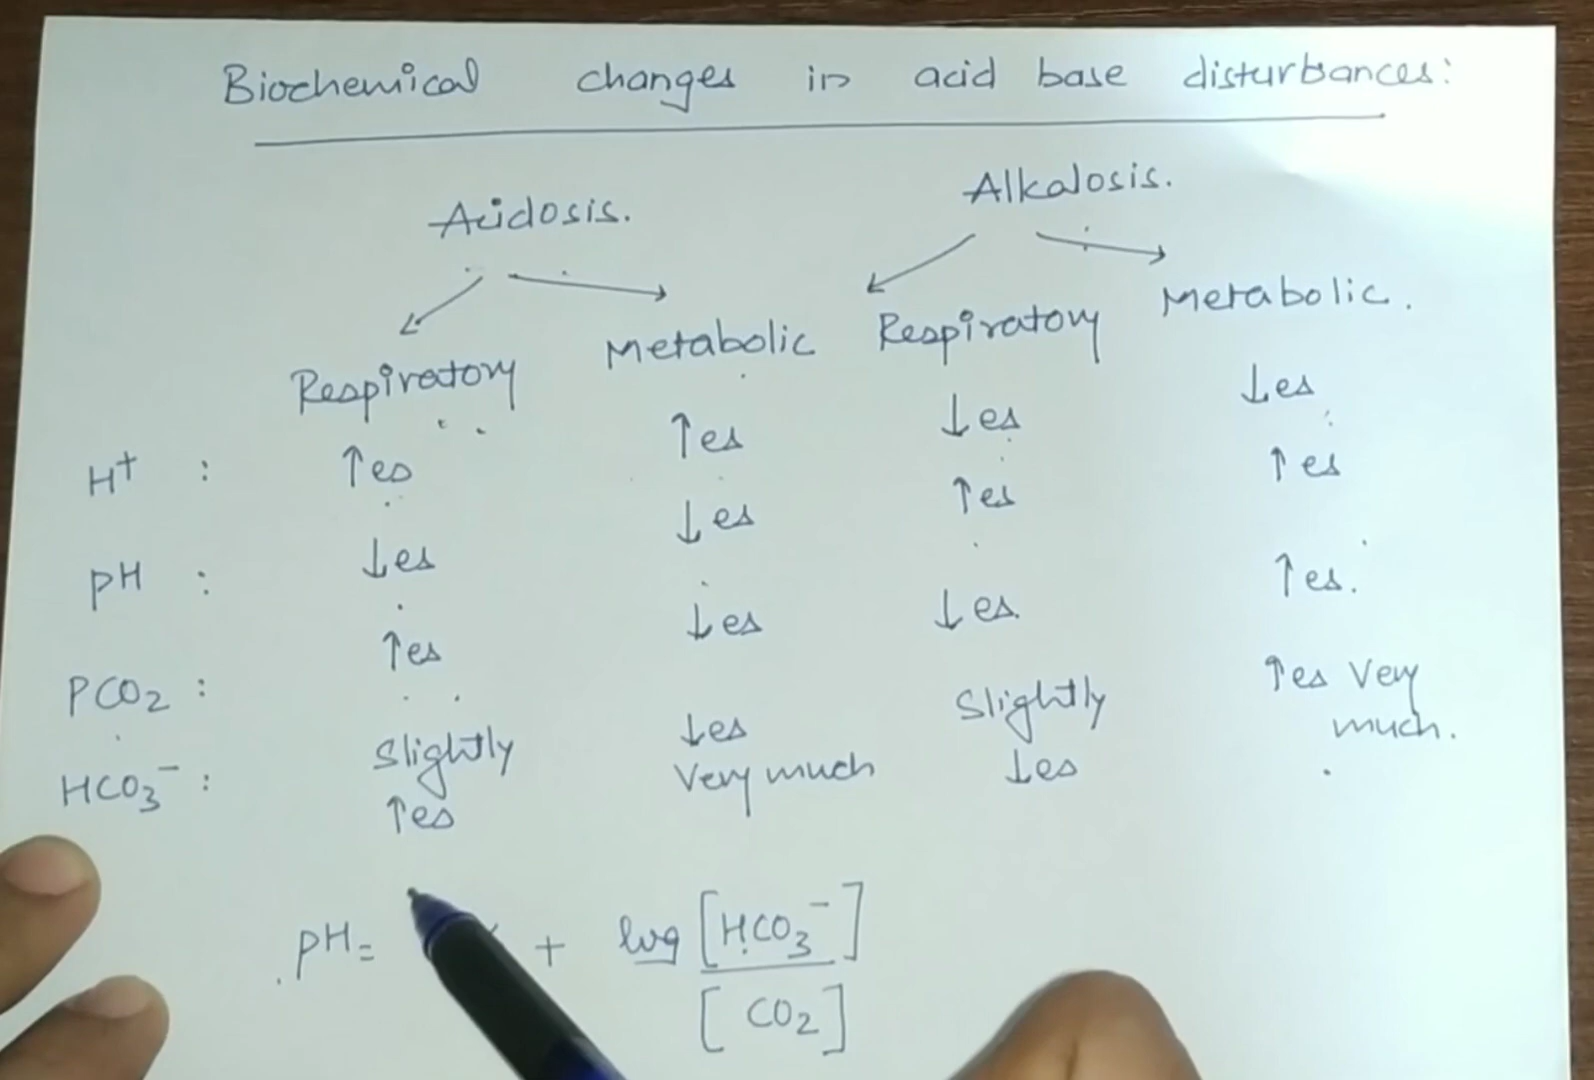 Biochemical changes in acid base disturbances:
Acidosis. Alkalosis.
Respiratory Metabolic Respiratory Metabolic.
H+ : ↑es ↑es ↓es ↓es
pH : ↓es ↓es ↑es ↑es
PCO2 : ↑es ↓es ↓es. ↑es.
HCO3- : Slightly ↓es Slightly ↑es Very
↑es Very much ↓es much.
pH = + log [HCO3-]
[CO2]